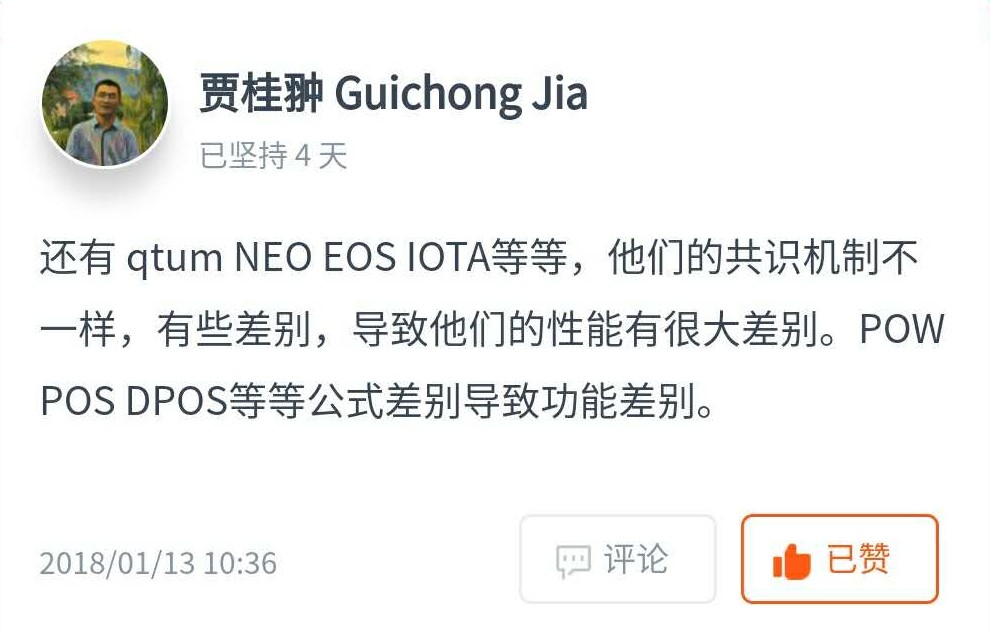 贾桂翀 Guichong Jia
已坚持 4 天
还有 qtum NEO EOS IOTA等等，他们的共识机制不
一样，有些差别，导致他们的性能有很大差别。POW
POS DPOS等等公式差别导致功能差别。
2018/01/13 10:36
评论
已赞